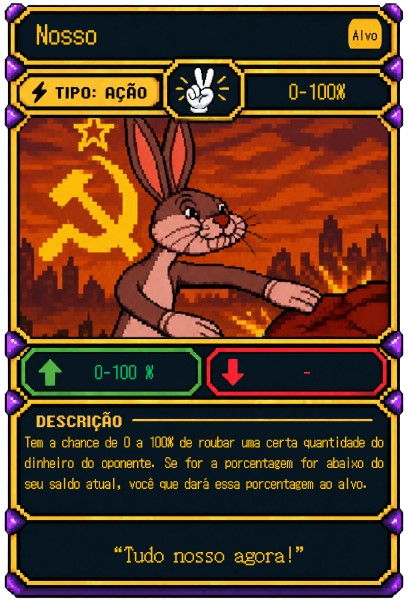 Nosso
Alvo
TIPO: AÇÃO
0-100%
0-100 %
-
DESCRIÇÃO
Tem a chance de 0 a 100% de roubar uma certa quantidade do
dinheiro do oponente. Se for a porcentagem for abaixo do
seu saldo atual, você que dará essa porcentagem ao alvo.
“Tudo nosso agora!”